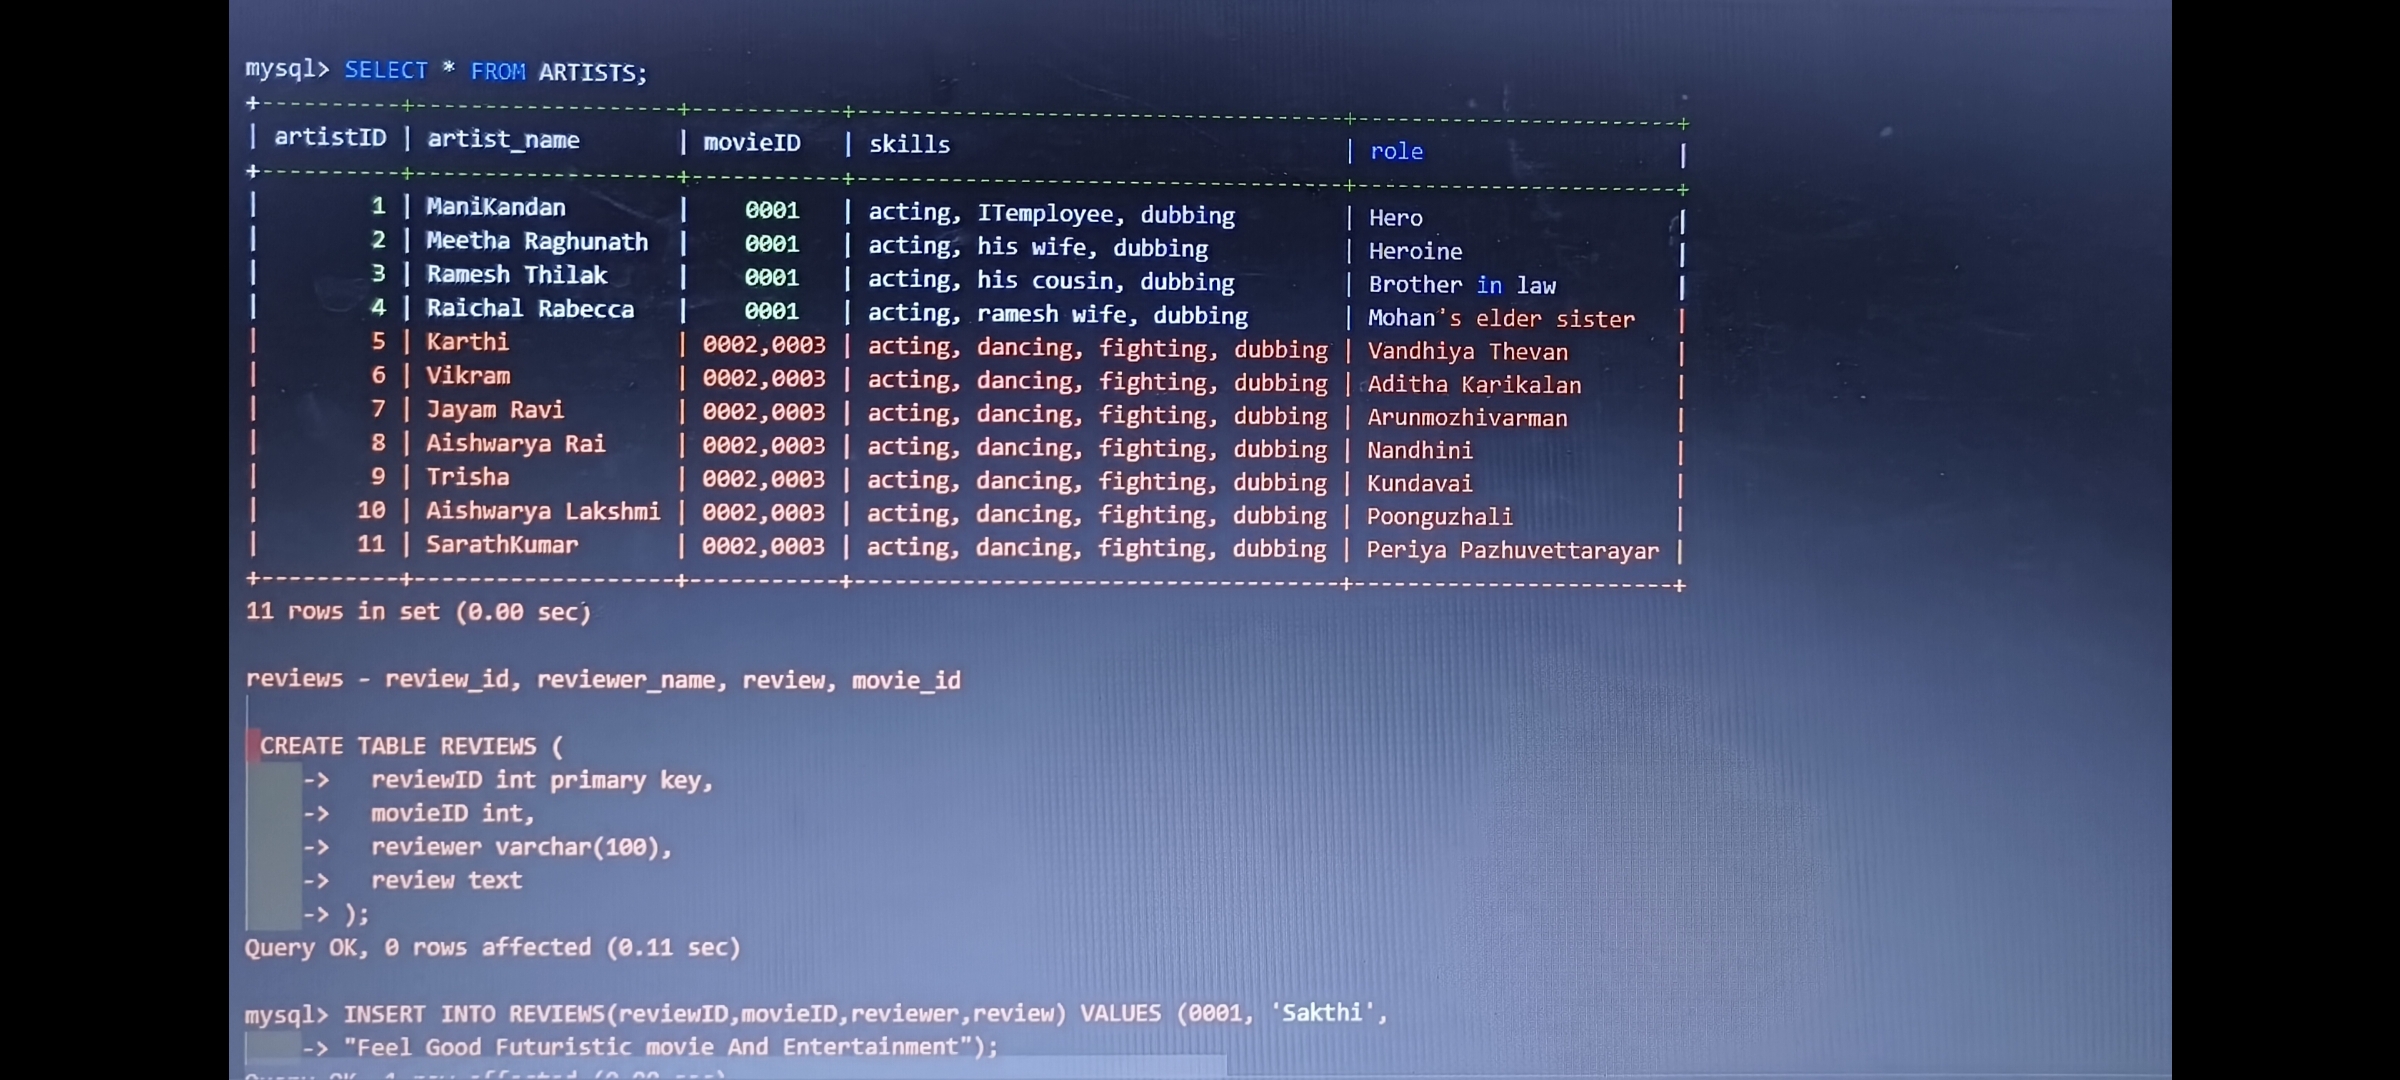 mysql> SELECT * FROM ARTISTS;
+----------+-------------------+-----------+------------------------------------+-----------------------+
| artistID | artist_name | movieID | skills | role |
+----------+-------------------+-----------+------------------------------------+-----------------------+
| 1 | ManiKandan | 0001 | acting, ITemployee, dubbing | Hero |
| 2 | Meetha Raghunath | 0001 | acting, his wife, dubbing | Heroine |
| 3 | Ramesh Thilak | 0001 | acting, his cousin, dubbing | Brother in law |
| 4 | Raichal Rabecca | 0001 | acting, ramesh wife, dubbing | Mohan's elder sister |
| 5 | Karthi | 0002,0003 | acting, dancing, fighting, dubbing | Vandhiya Thevan |
| 6 | Vikram | 0002,0003 | acting, dancing, fighting, dubbing | Aditha Karikalan |
| 7 | Jayam Ravi | 0002,0003 | acting, dancing, fighting, dubbing | Arunmozhivarman |
| 8 | Aishwarya Rai | 0002,0003 | acting, dancing, fighting, dubbing | Nandhini |
| 9 | Trisha | 0002,0003 | acting, dancing, fighting, dubbing | Kundavai |
| 10 | Aishwarya Lakshmi | 0002,0003 | acting, dancing, fighting, dubbing | Poonguzhali |
| 11 | SarathKumar | 0002,0003 | acting, dancing, fighting, dubbing | Periya Pazhuvettarayar |
+----------+-------------------+-----------+------------------------------------+-----------------------+
11 rows in set (0.00 sec)
reviews - review_id, reviewer_name, review, movie_id
CREATE TABLE REVIEWS (
-> reviewID int primary key,
-> movieID int,
-> reviewer varchar(100),
-> review text
-> );
Query OK, 0 rows affected (0.11 sec)
mysql> INSERT INTO REVIEWS(reviewID,movieID,reviewer,review) VALUES (0001, 'Sakthi',
-> "Feel Good Futuristic movie And Entertainment");